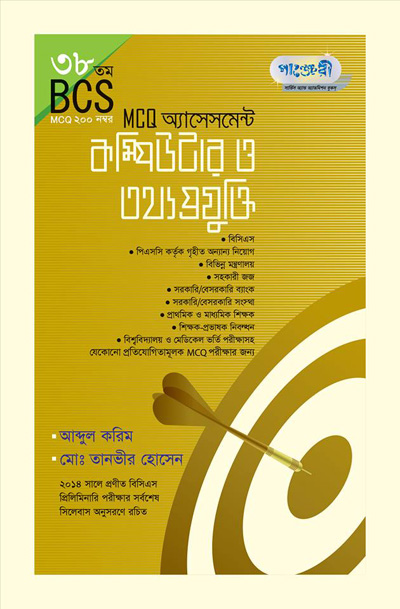 ৩৮ তম
BCS
MCQ ২০০ নম্বর
পাঞ্জেরী
MCQ অ্যাসেসমেন্ট
কম্পিউটার ও
তথ্যপ্রযুক্তি
• বিসিএস
• পিএসসি কর্তৃক গৃহীত অন্যান্য নিয়োগ
• বিভিন্ন মন্ত্রণালয়
• সহকারী জজ
• সরকারি/বেসরকারি ব্যাংক
• সরকারি/বেসরকারি সংস্থা
• প্রাথমিক ও মাধ্যমিক শিক্ষক
• শিক্ষক-প্রভাষক নিবন্ধন
• বিশ্ববিদ্যালয় ও মেডিকেল ভর্তি পরীক্ষাসহ
যেকোনো প্রতিযোগিতামূলক MCQ পরীক্ষার জন্য
▪ আব্দুল করিম
▪ মোঃ তানভীর হোসেন
২০১৪ সালে প্রণীত বিসিএস
প্রিলিমিনারি পরীক্ষার সর্বশেষ
সিলেবাস অনুসরণে রচিত